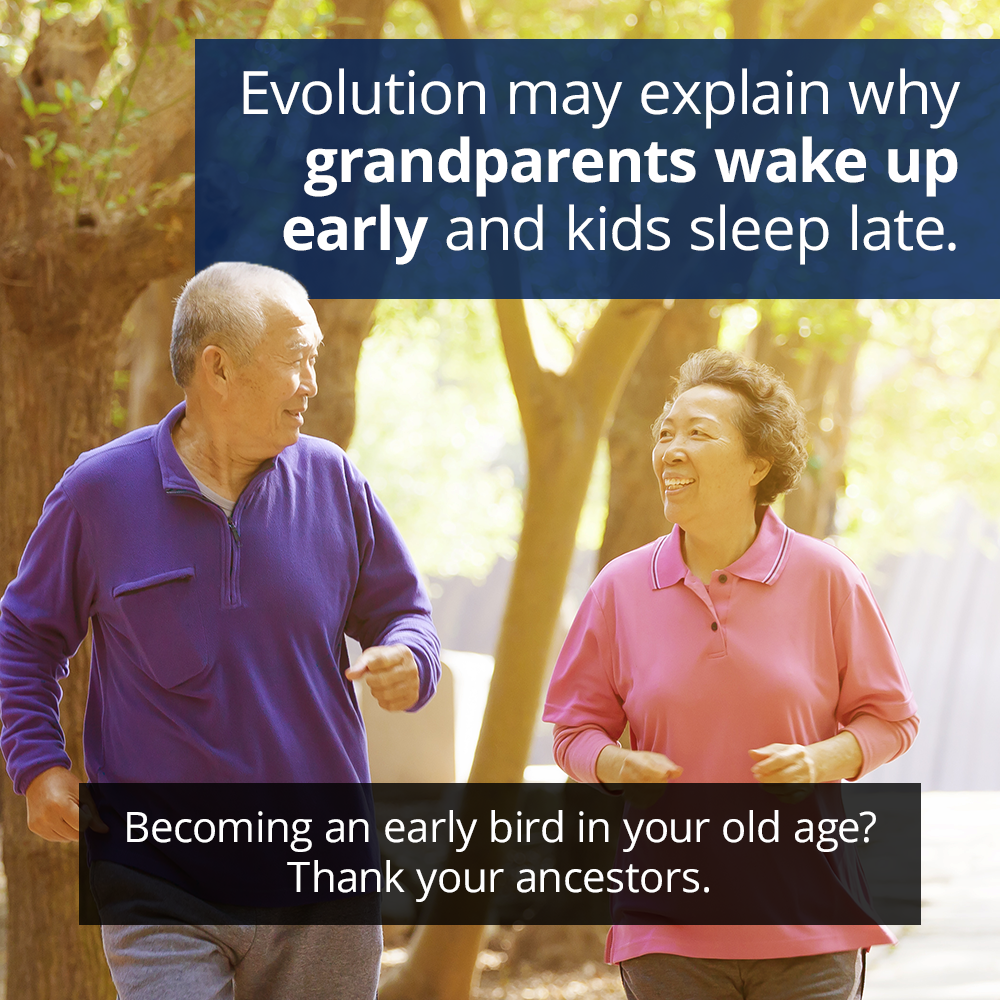 Evolution may explain why
grandparents wake up
early and kids sleep late.
Becoming an early bird in your old age?
Thank your ancestors.